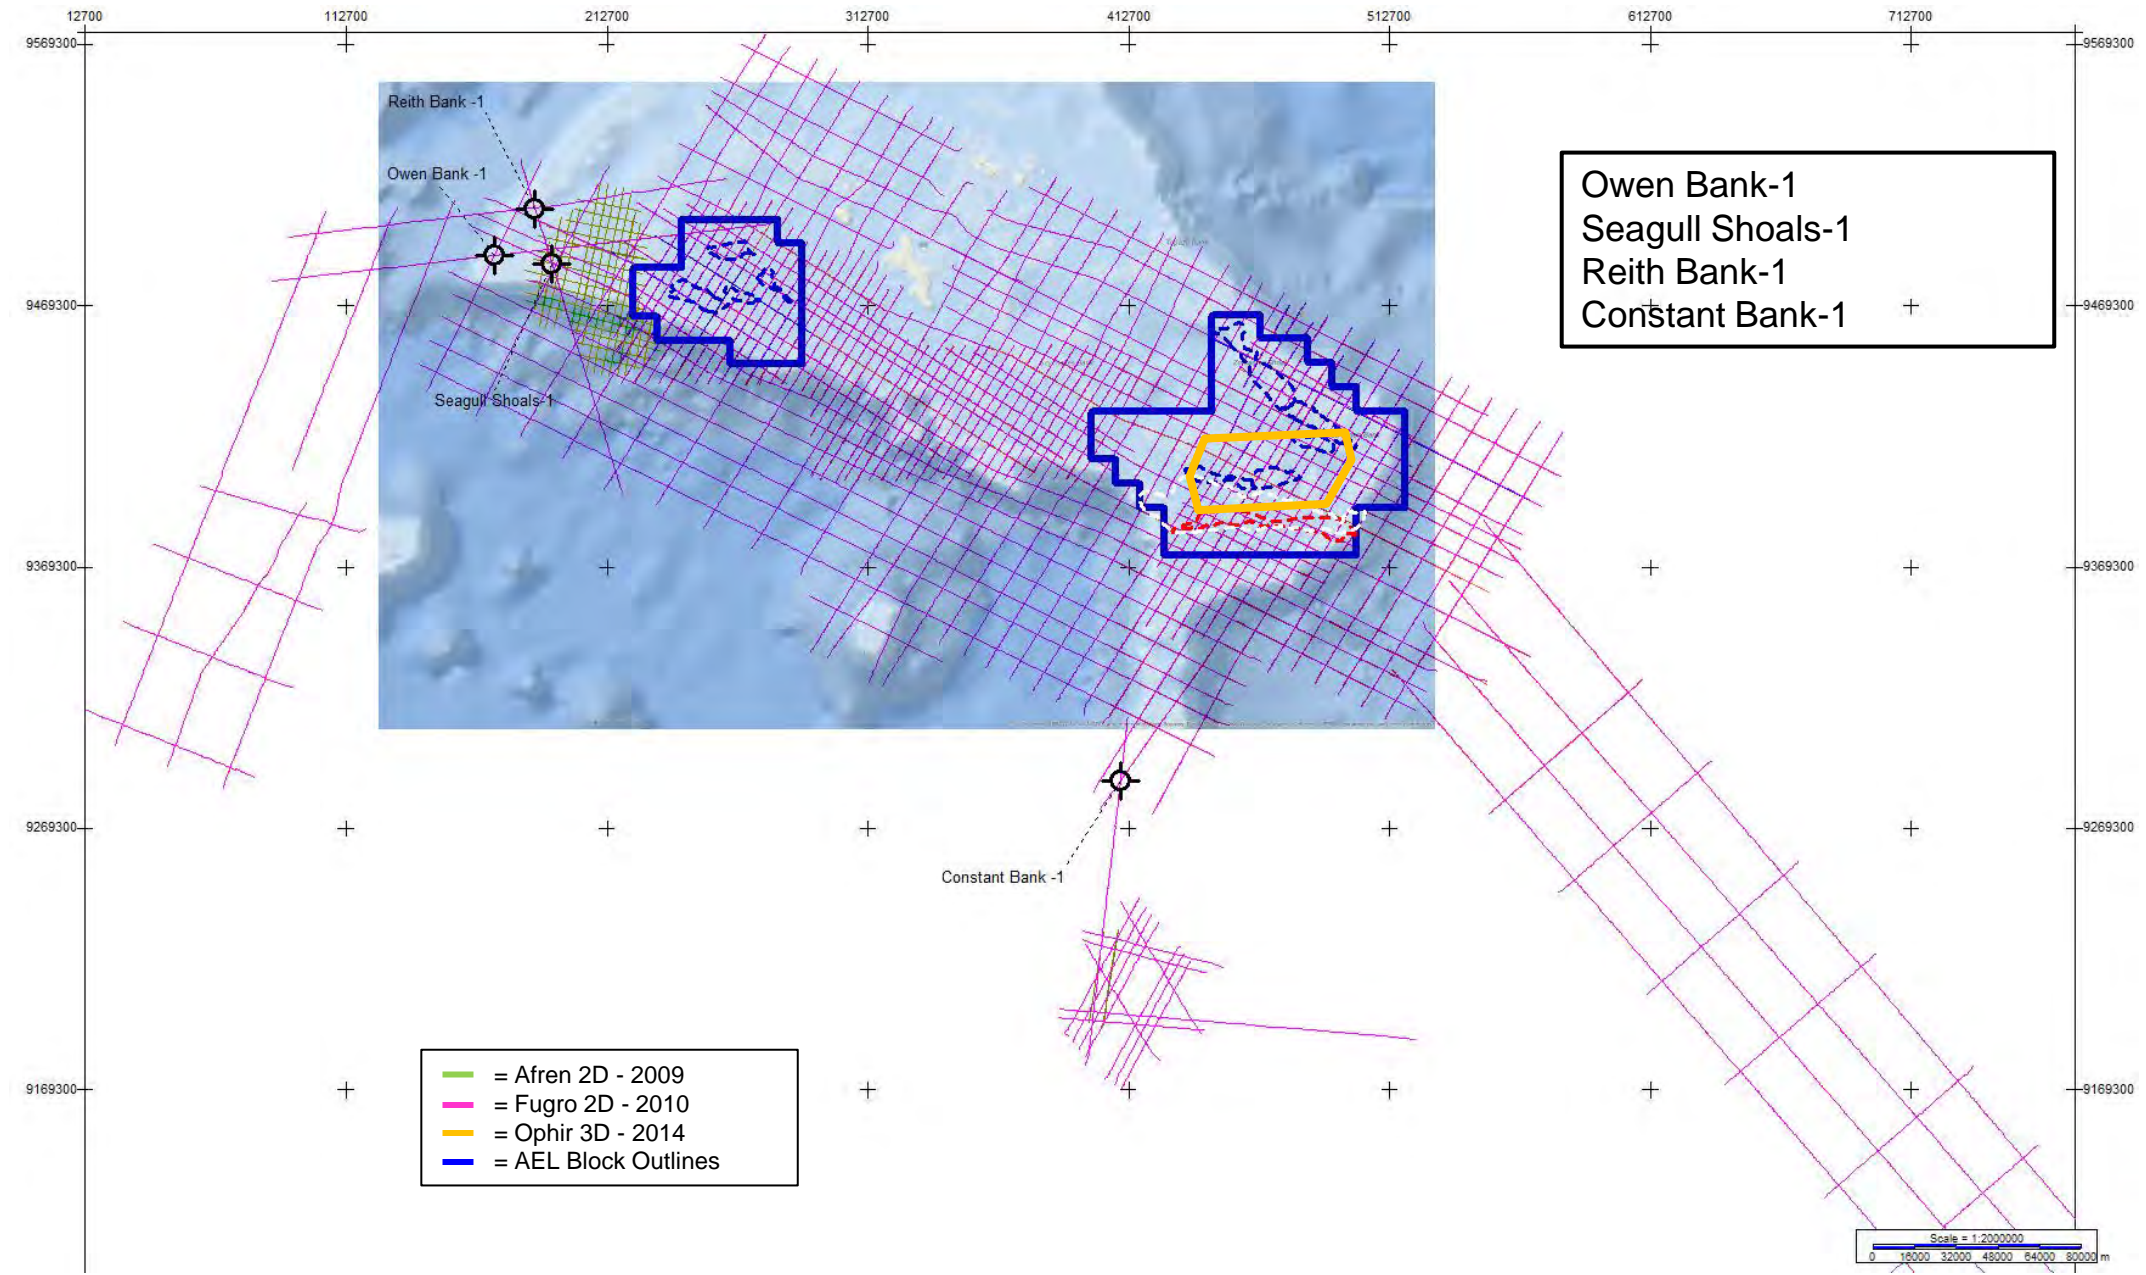 12700 112700 212700 312700 412700 512700 612700 712700
9569300 9569300
Reith Bank -1
Owen Bank -1
Owen Bank-1
Seagull Shoals-1
Reith Bank-1
Constant Bank-1
9469300 9469300
Seagull Shoals-1
9369300 9369300
9269300 9269300
Constant Bank -1
= Afren 2D - 2009
= Fugro 2D - 2010
= Ophir 3D - 2014
= AEL Block Outlines
9169300 9169300
Scale = 1:2000000
0 16000 32000 48000 64000 80000 m